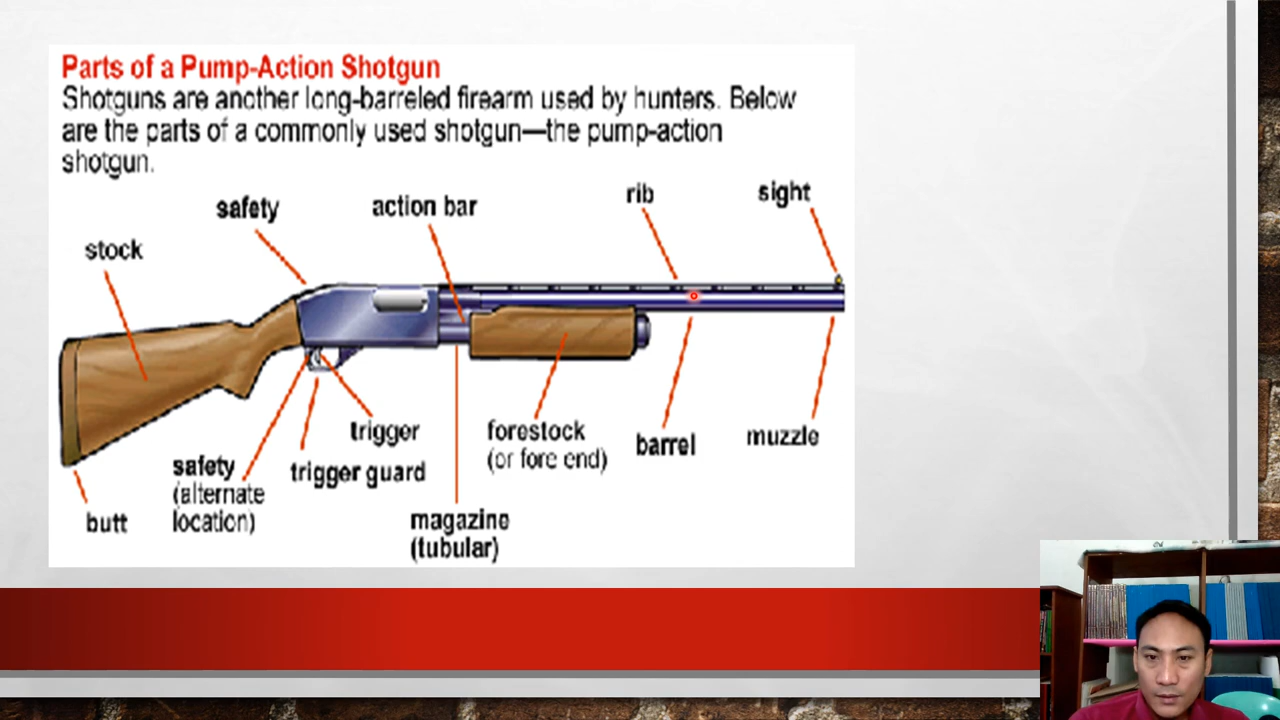 Parts of a Pump-Action Shotgun
Shotguns are another long-barreled firearm used by hunters. Below
are the parts of a commonly used shotgun—the pump-action
shotgun.
rib
sight
safety
action bar
stock
trigger
forestock
(or fore end)
barrel
muzzle
safety
(alternate
location)
trigger guard
butt
magazine
(tubular)